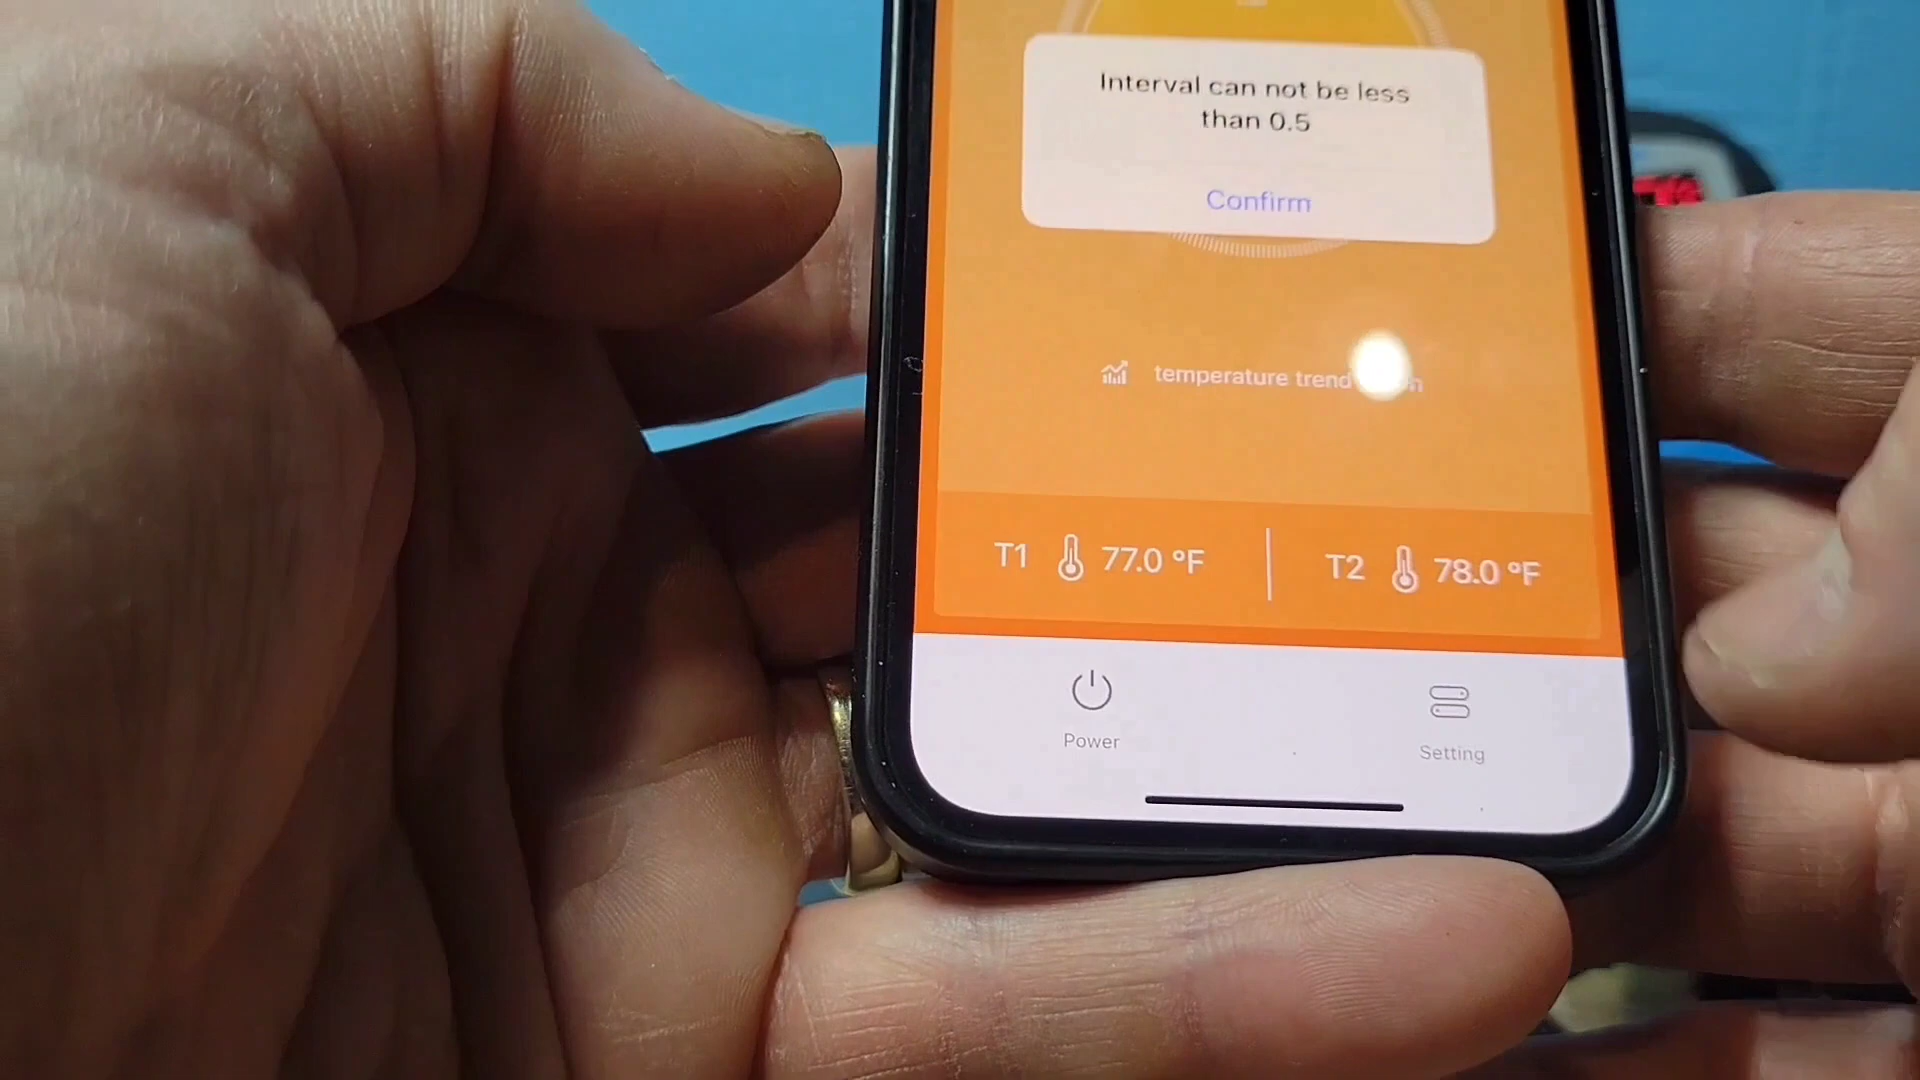 Interval can not be less
than 0.5
Confirm
temperature trend
T1 77.0 °F
T2 78.0 °F
Power
Setting